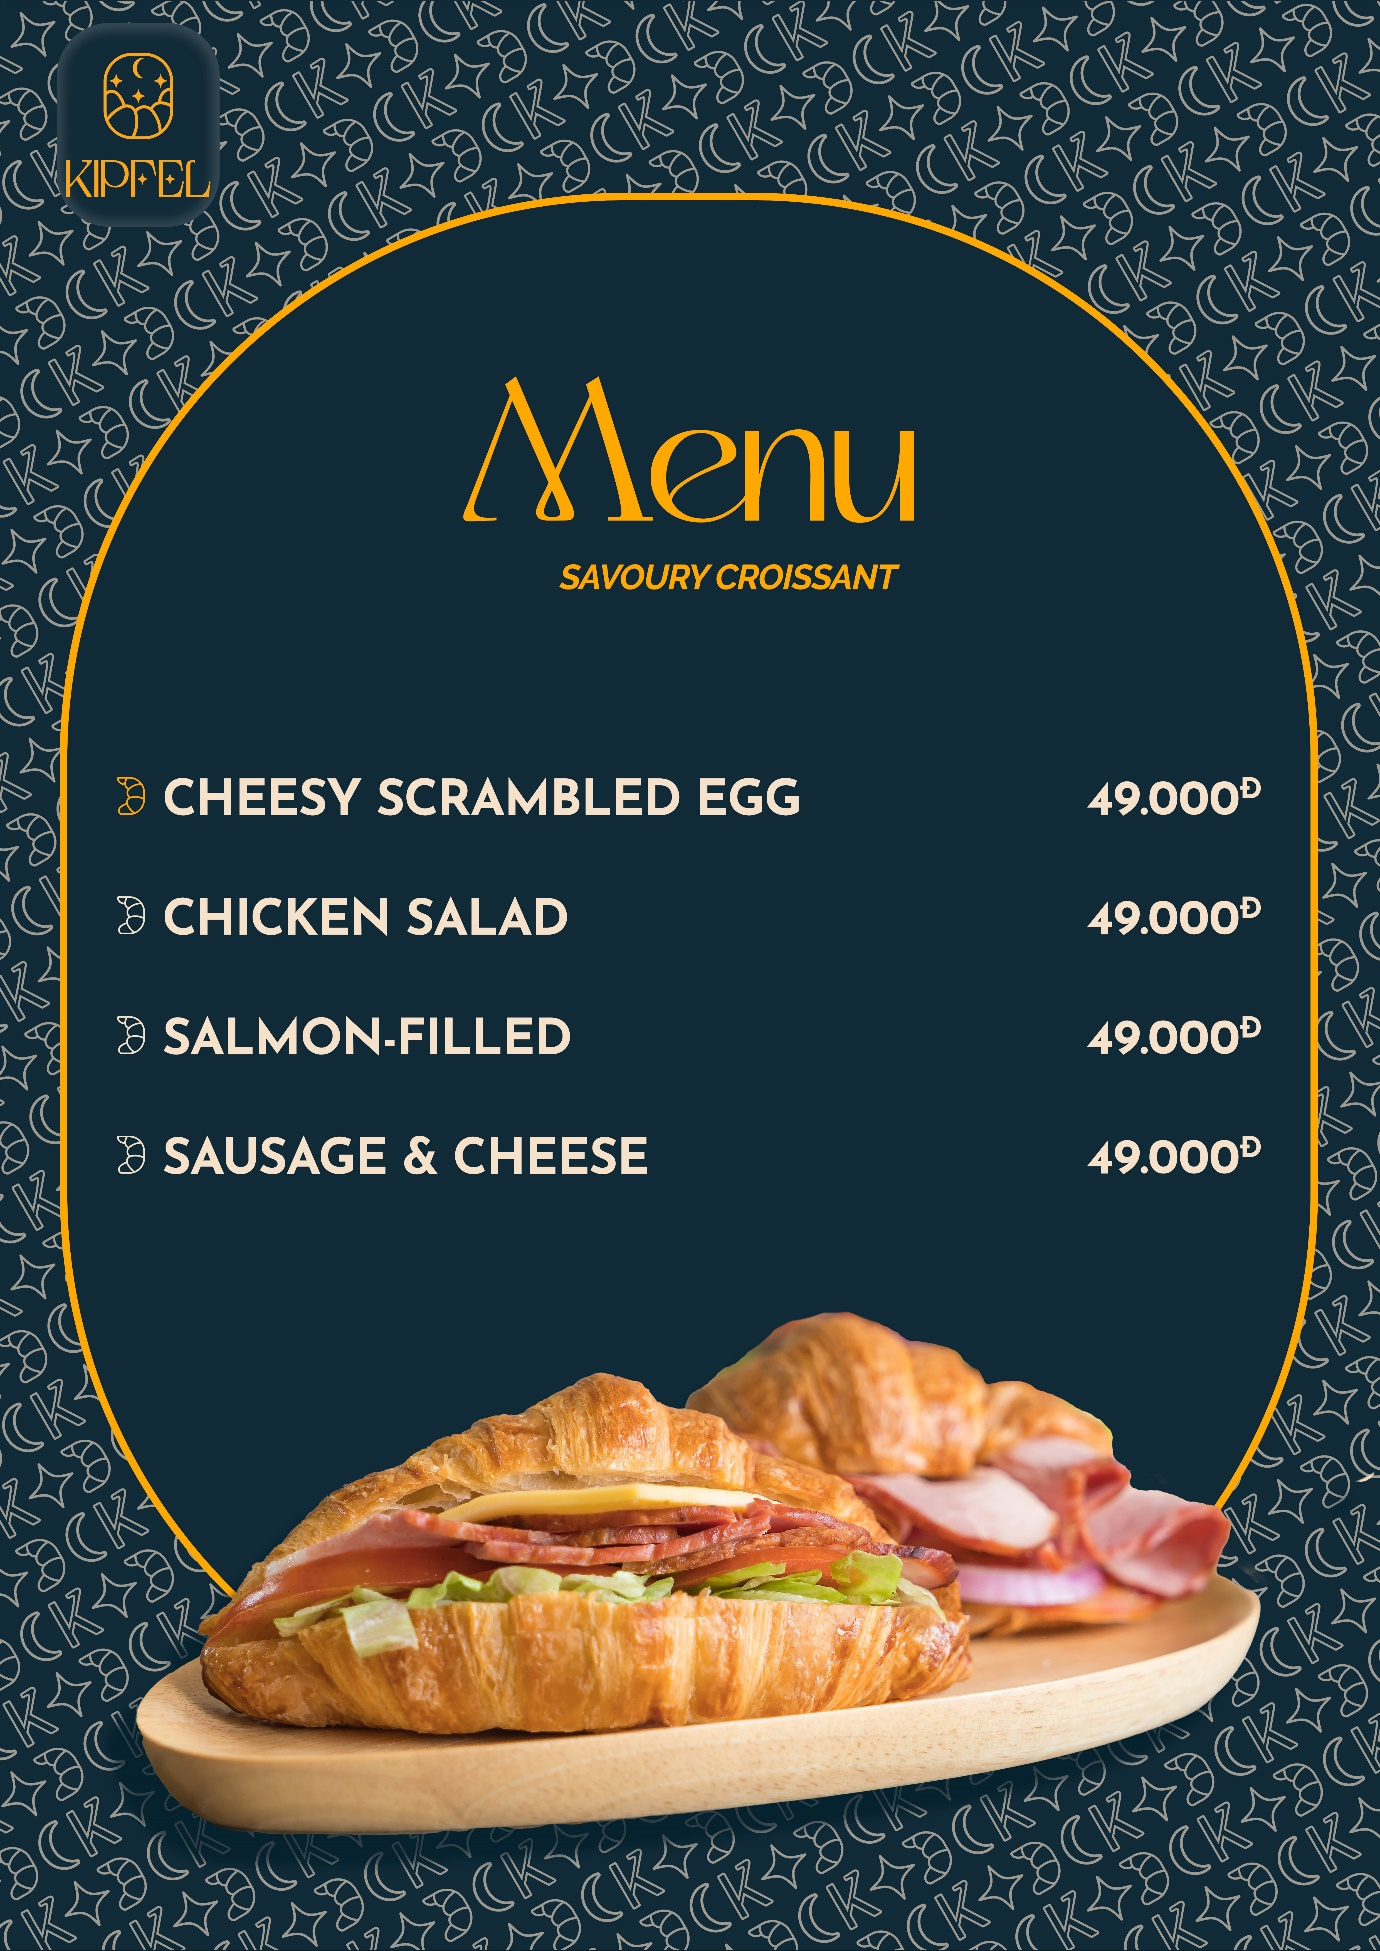 KIPFEL
Menu
SAVOURY CROISSANT
CHEESY SCRAMBLED EGG 49.000Đ
CHICKEN SALAD 49.000Đ
SALMON-FILLED 49.000Đ
SAUSAGE & CHEESE 49.000Đ